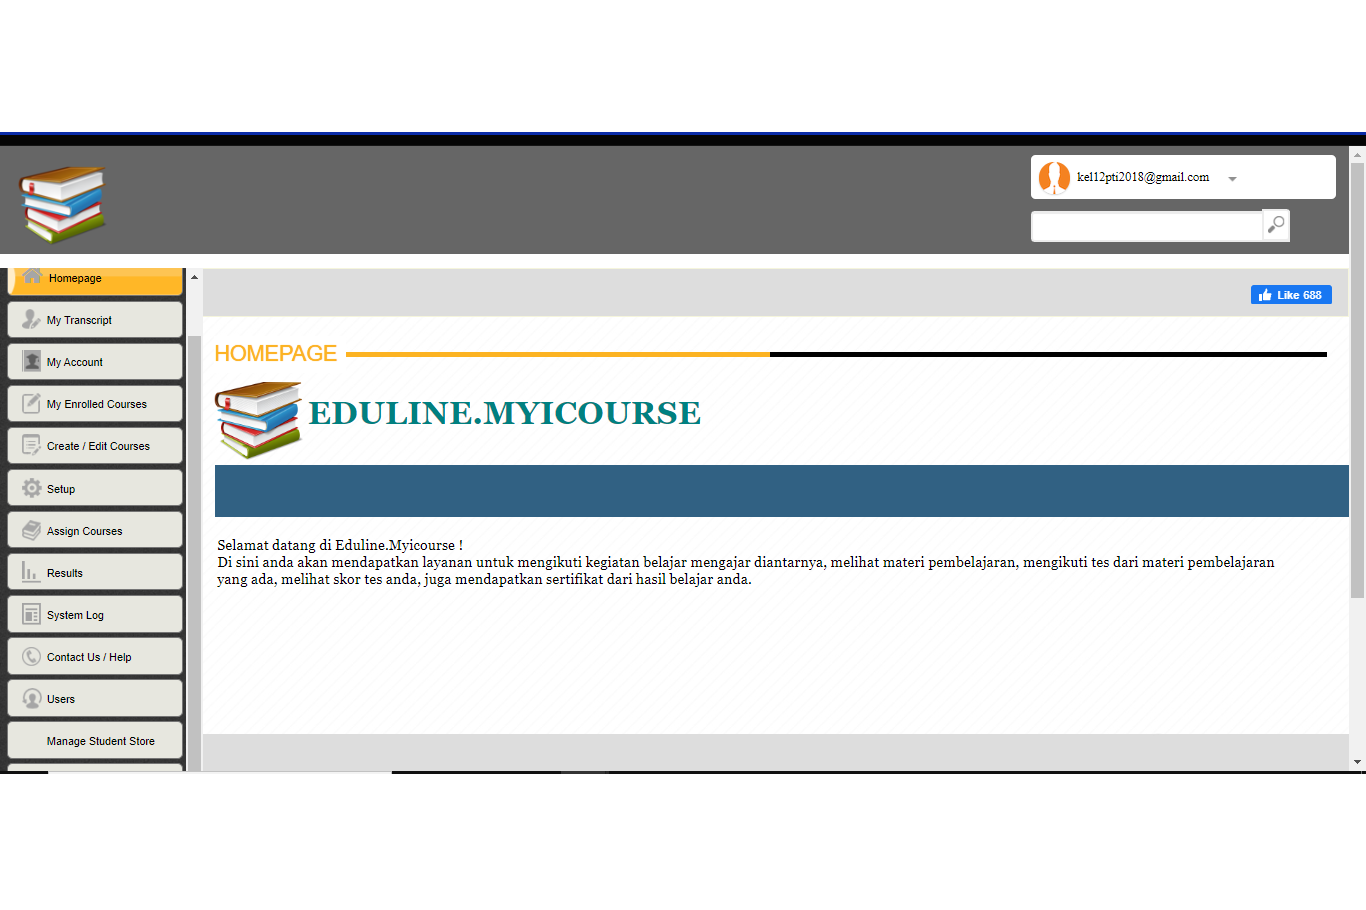 kel12pti2018@gmail.com
Homepage
My Transcript
My Account
My Enrolled Courses
Create / Edit Courses
Setup
Assign Courses
Results
System Log
Contact Us / Help
Users
Manage Student Store
Like 688
HOMEPAGE
EDULINE.MYICOURSE
Selamat datang di Eduline.Myicourse !
Di sini anda akan mendapatkan layanan untuk mengikuti kegiatan belajar mengajar diantarnya, melihat materi pembelajaran, mengikuti tes dari materi pembelajaran
yang ada, melihat skor tes anda, juga mendapatkan sertifikat dari hasil belajar anda.